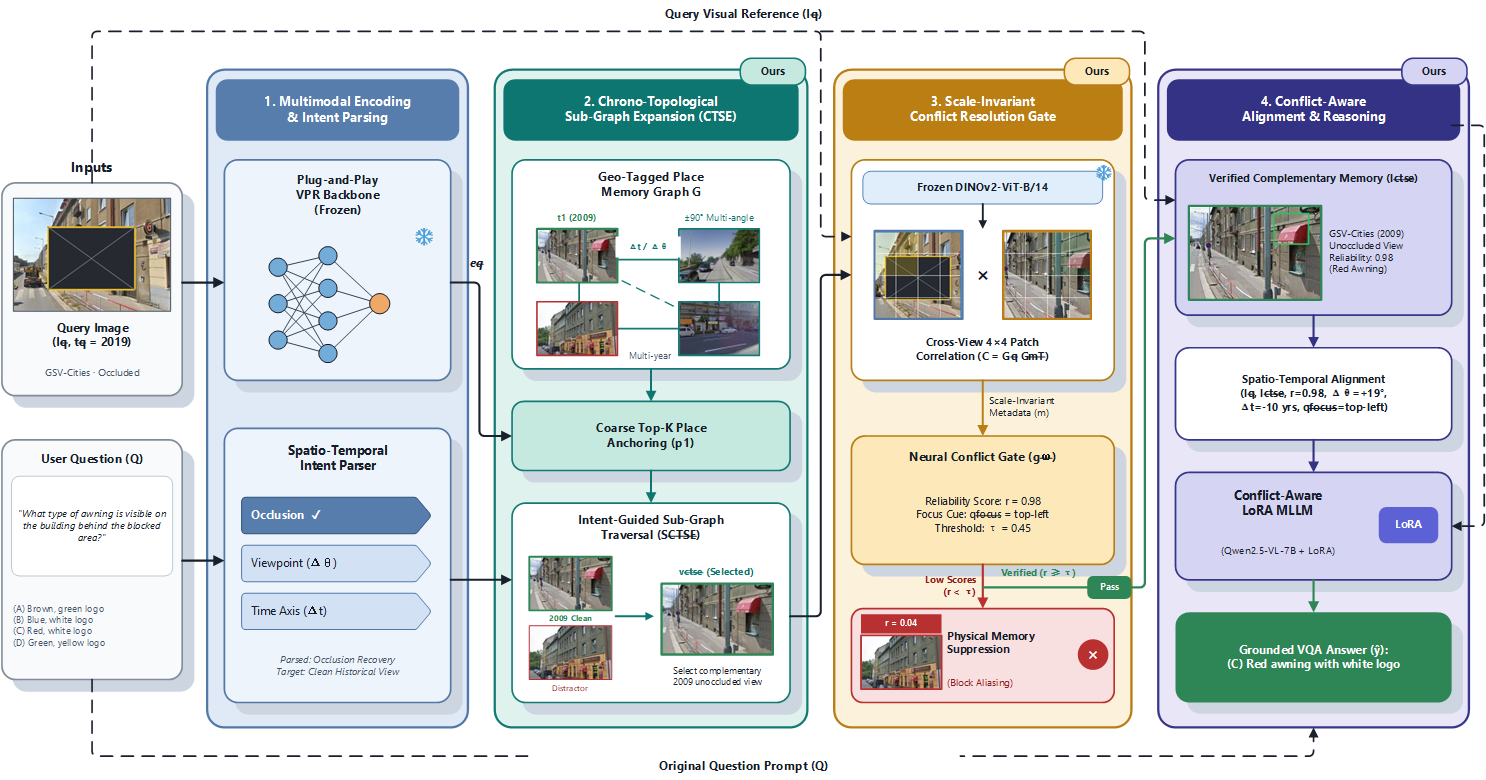 Query Visual Reference (Iq)
Inputs
Query Image
(Iq, tq = 2019)
GSV-Cities · Occluded
User Question (Q)
"What type of awning is visible on
the building behind the blocked
area?"
(A) Brown, green logo
(B) Blue, white logo
(C) Red, white logo
(D) Green, yellow logo
1. Multimodal Encoding
& Intent Parsing
Plug-and-Play
VPR Backbone
(Frozen)
eq
Spatio-Temporal
Intent Parser
Occlusion ✓
Viewpoint (Δ θ)
Time Axis (Δt)
Parsed: Occlusion Recovery
Target: Clean Historical View
Ours
2. Chrono-Topological
Sub-Graph Expansion (CTSE)
Geo-Tagged Place
Memory Graph G
t1 (2009)
±90° Multi-angle
Δt / Δ θ
Multi-year
Coarse Top-K Place
Anchoring (p1)
Intent-Guided Sub-Graph
Traversal (SCTSE)
2009 Clean
Distractor
vctse (Selected)
Select complementary
2009 unoccluded view
Ours
3. Scale-Invariant
Conflict Resolution Gate
Frozen DINOv2-ViT-B/14
×
Cross-View 4×4 Patch
Correlation (C = Gq GmT)
Scale-Invariant
Metadata (m)
Neural Conflict Gate (gω)
Reliability Score: r = 0.98
Focus Cue: qfocus = top-left
Threshold: τ = 0.45
Verified (r ≥ τ)
Pass
Low Scores
(r < τ)
r = 0.04
Physical Memory
Suppression
(Block Aliasing)
×
Ours
4. Conflict-Aware
Alignment & Reasoning
Verified Complementary Memory (Ictse)
GSV-Cities (2009)
Unoccluded View
Reliability: 0.98
(Red Awning)
Spatio-Temporal Alignment
(Iq, Ictse, r=0.98, Δ θ=+19°,
Δt=-10 yrs, qfocus=top-left)
Conflict-Aware
LoRA MLLM
LoRA
(Qwen2.5-VL-7B + LoRA)
Grounded VQA Answer (ŷ):
(C) Red awning with white logo
Original Question Prompt (Q)